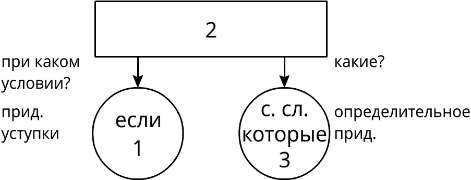 2
при каком
условии?
прид.
уступки
если
1
какие?
с. сл.
которые
3
определительное
прид.